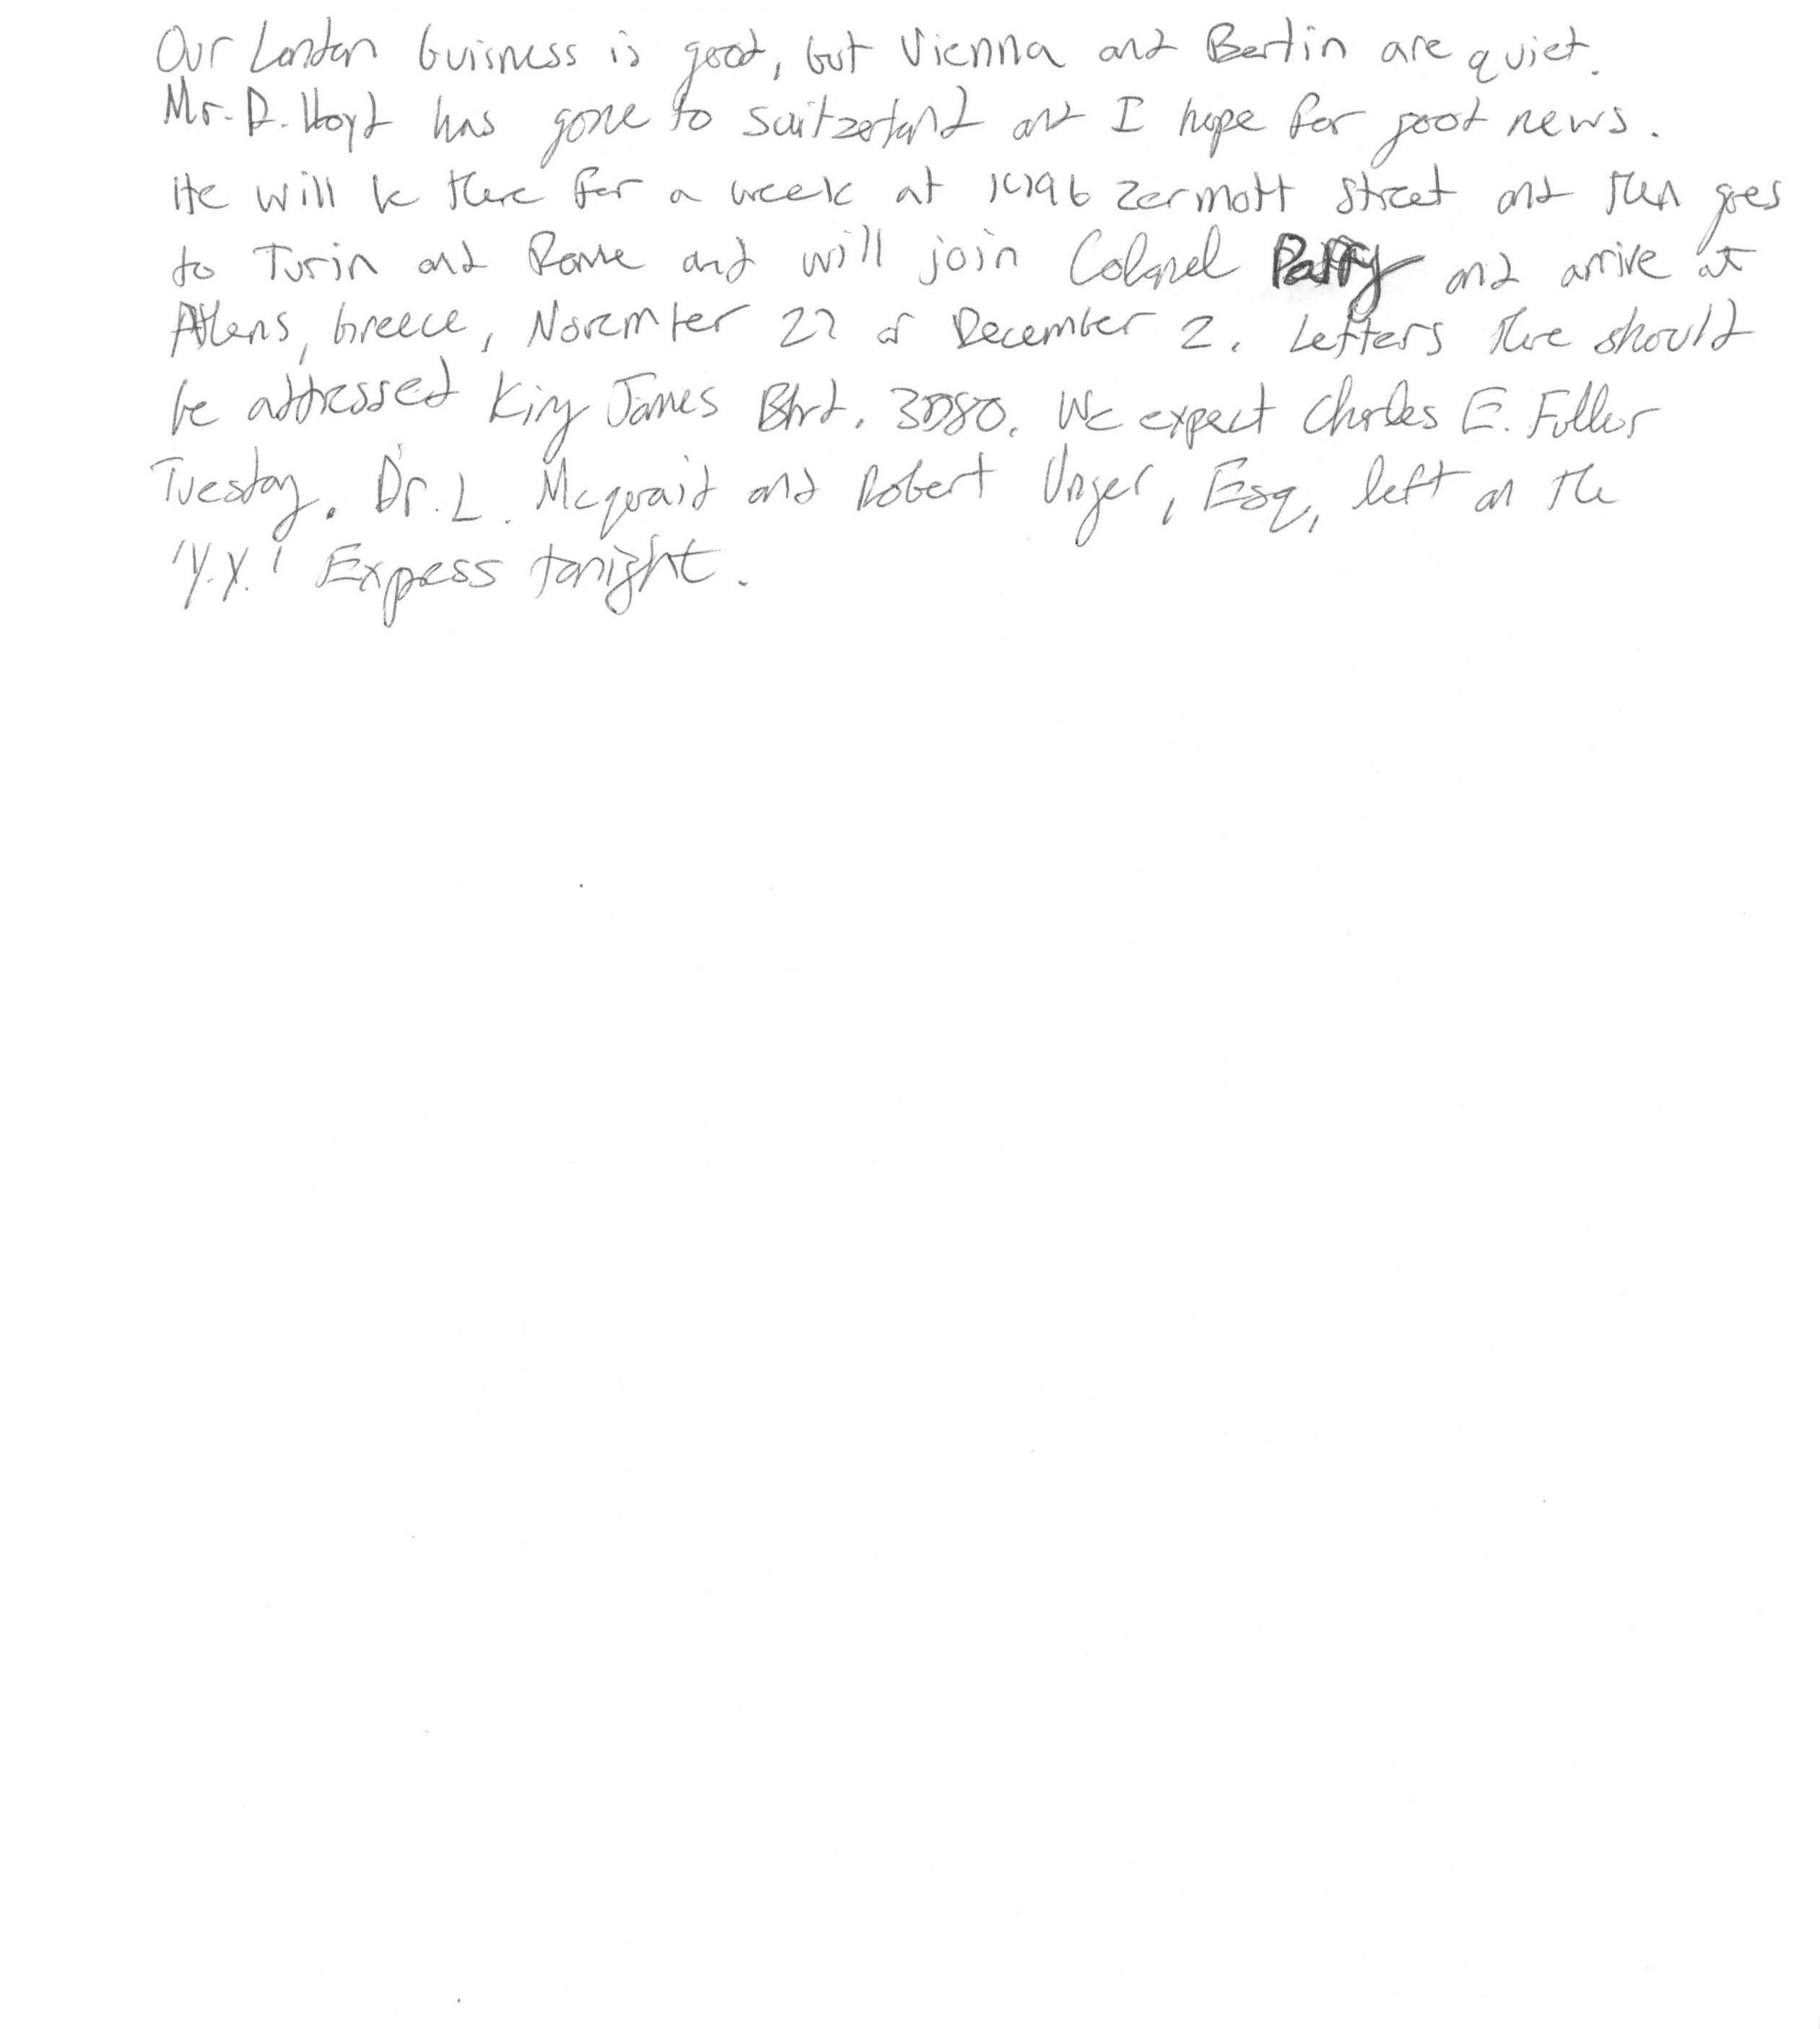 Our London buisness is good, but Vienna and Berlin are quiet.
Mr. D. Hoyt has gone to Switzerland and I hope for good news.
He will be there for a week at 1496 Zermott Street and then goes
to Turin and Rome and will join Colonel Parry and arrive at
Athens, Greece, November 27 or December 2. Letters there should
be addressed King James Blvd. 3080. We expect Charles E. Fuller
Tuesday. Dr. L. Mcquaid and Robert Unger, Esq, left on the
'Y.X.' Express tonight.